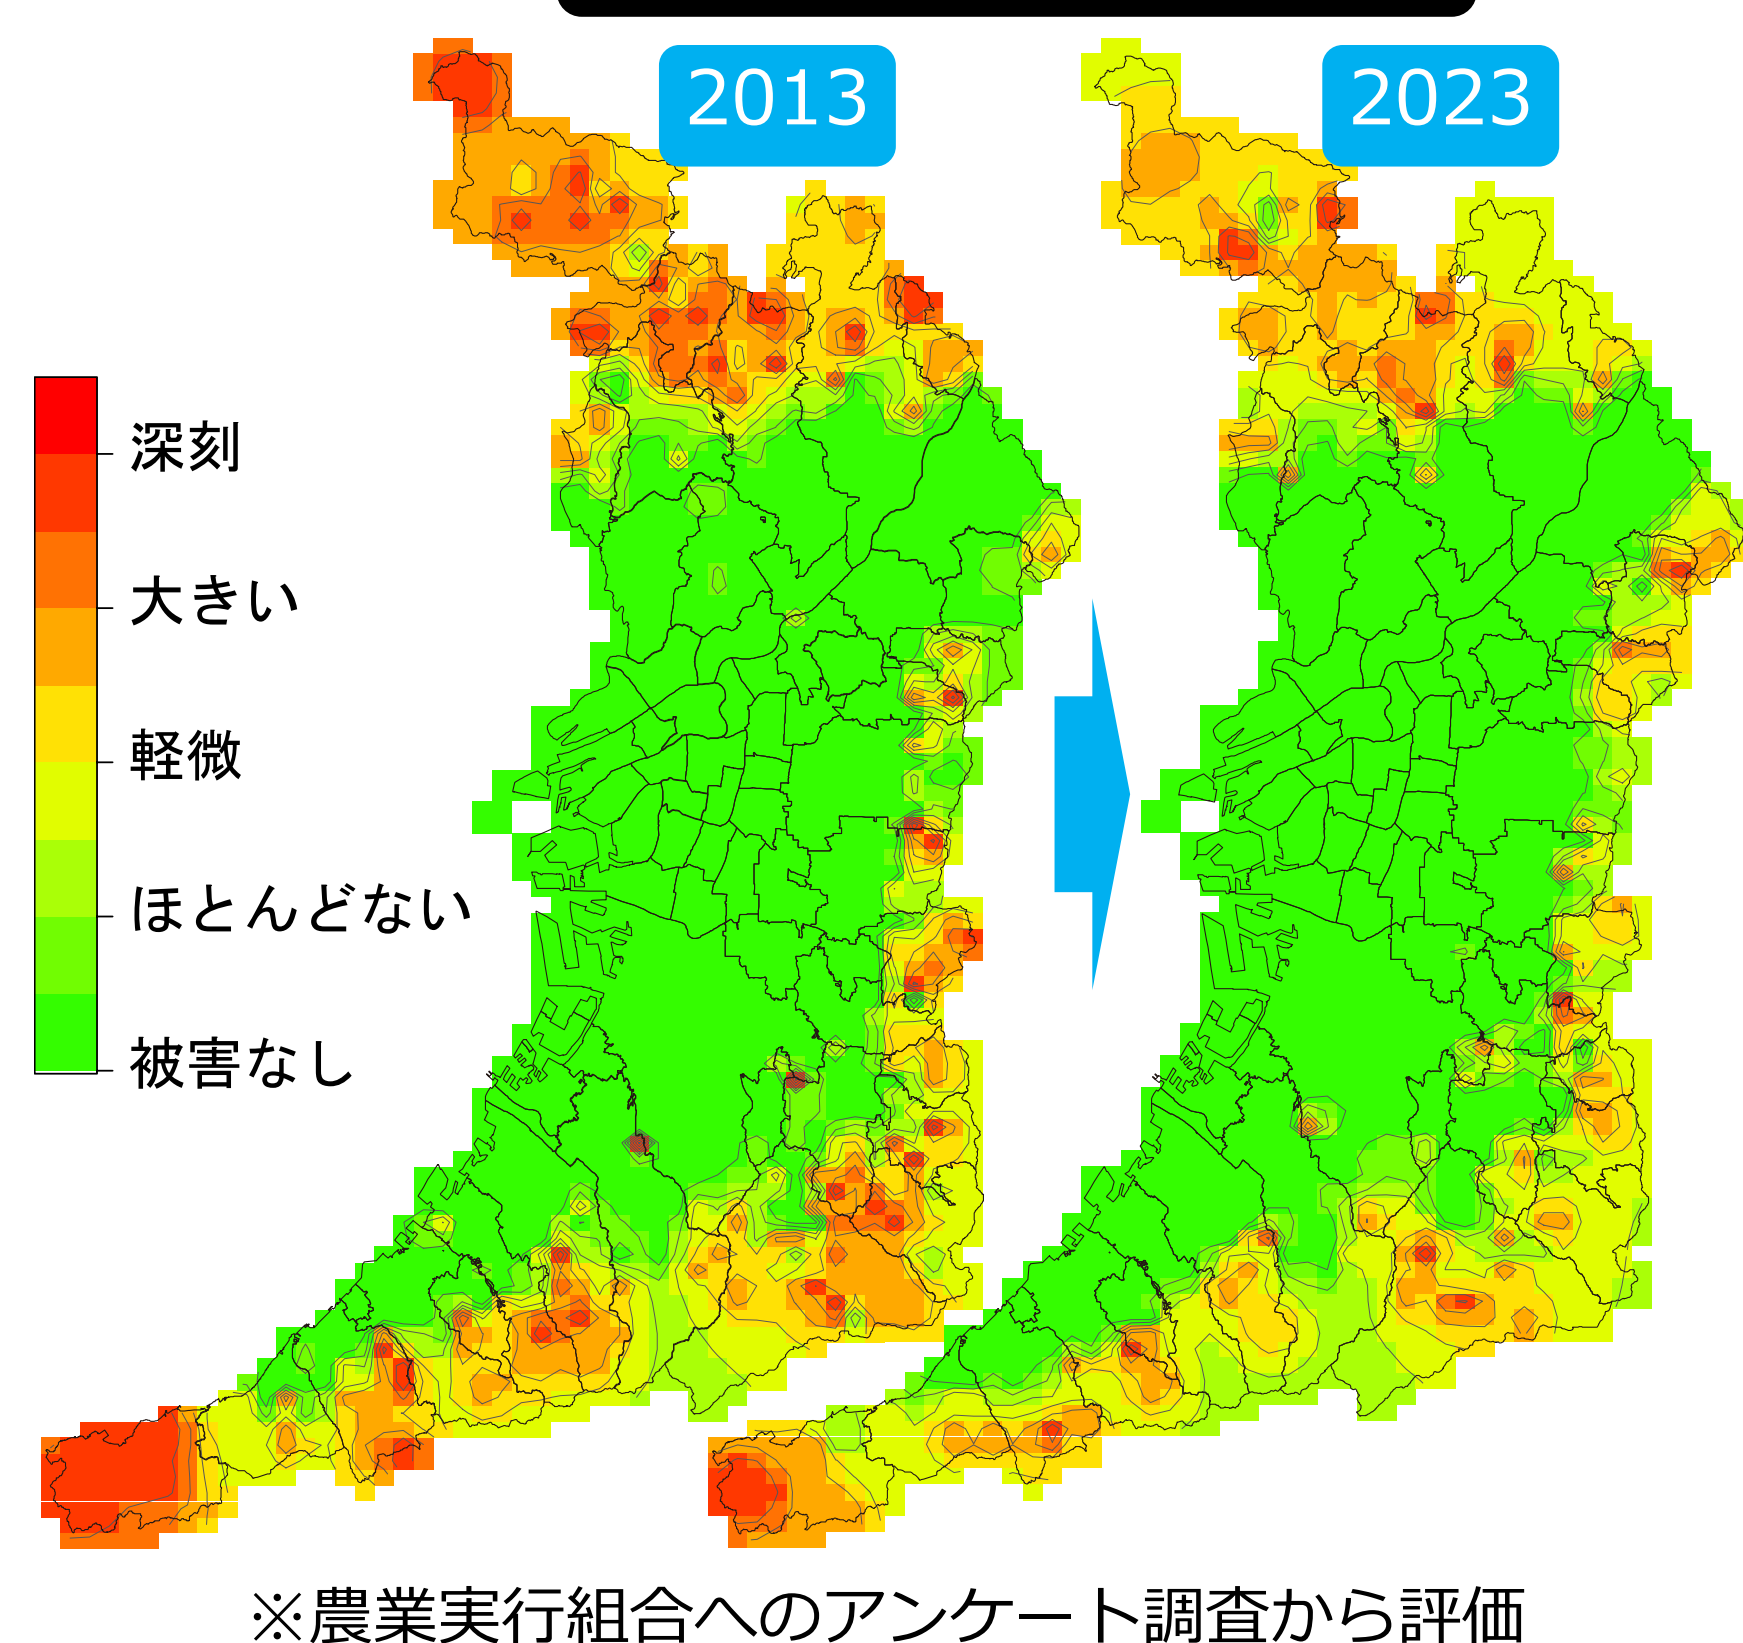 2013
2023
深刻
大きい
軽微
ほとんどない
被害なし
※農業実行組合へのアンケート調査から評価